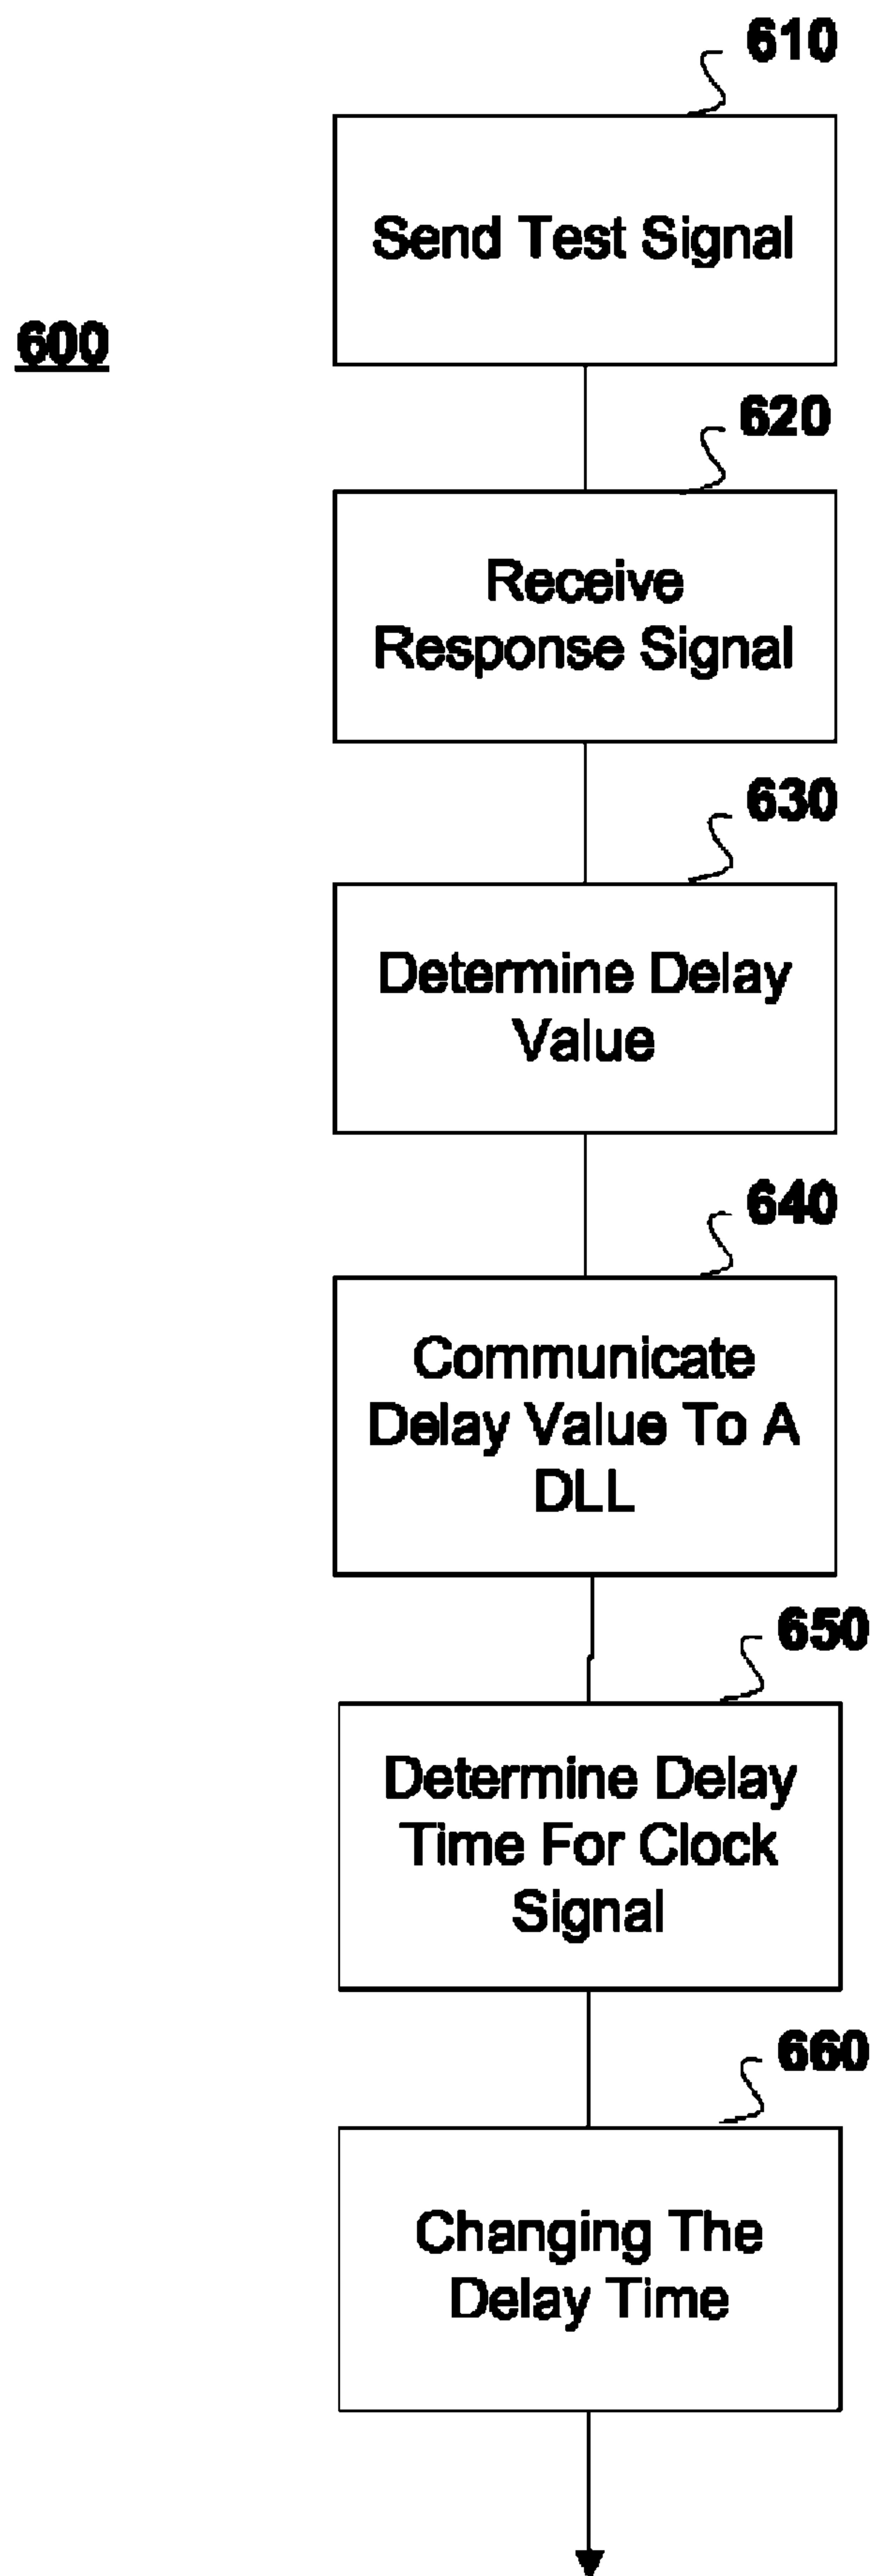 610
Send Test Signal
600
620
Receive
Response Signal
630
Determine Delay
Value
640
Communicate
Delay Value To A
DLL
650
Determine Delay
Time For Clock
Signal
660
Changing The
Delay Time